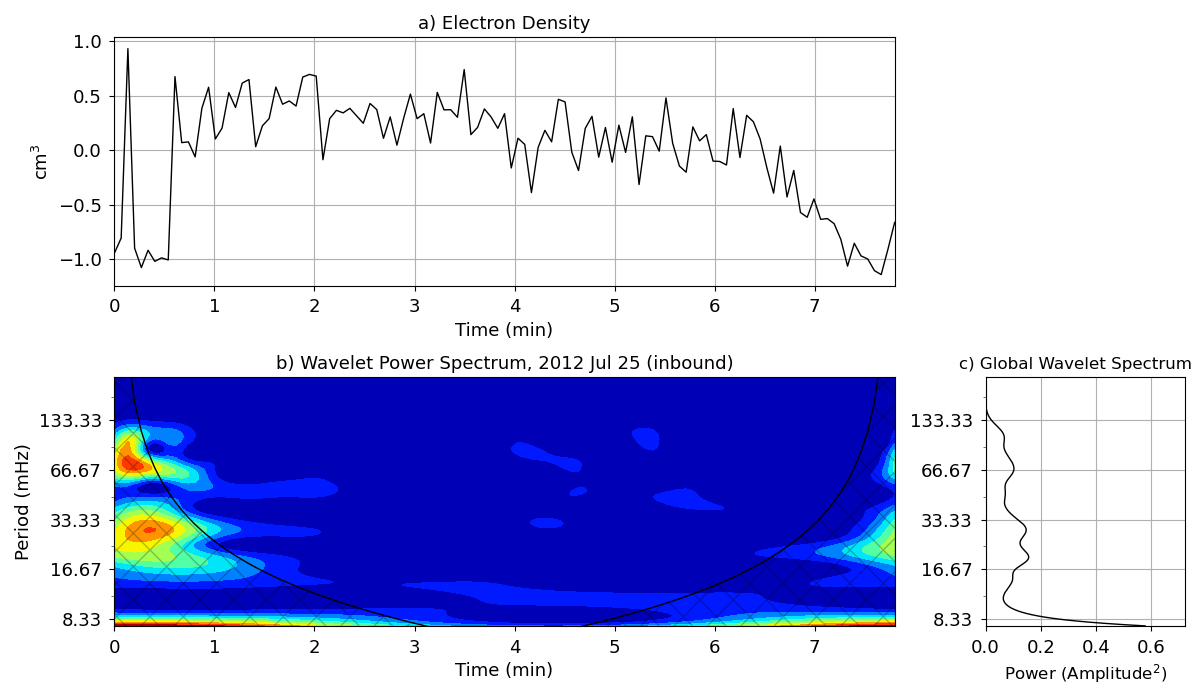 a) Electron Density
1.0
0.5
0.0
−0.5
−1.0
cm³
0 1 2 3 4 5 6 7
Time (min)
b) Wavelet Power Spectrum, 2012 Jul 25 (inbound)
133.33
66.67
33.33
16.67
8.33
Period (mHz)
0 1 2 3 4 5 6 7
Time (min)
c) Global Wavelet Spectrum
133.33
66.67
33.33
16.67
8.33
0.0 0.2 0.4 0.6
Power (Amplitude²)